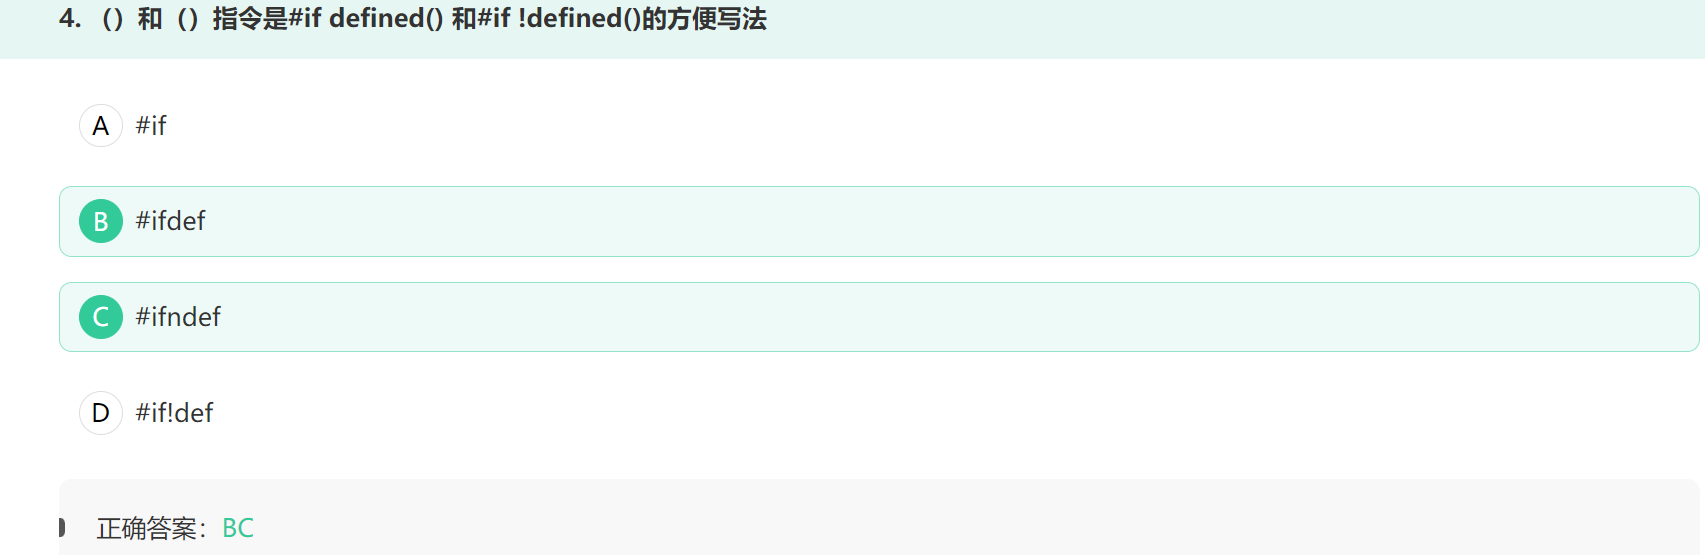 4. （）和（）指令是#if defined() 和#if !defined()的方便写法
A #if
B #ifdef
C #ifndef
D #if!def
正确答案：BC